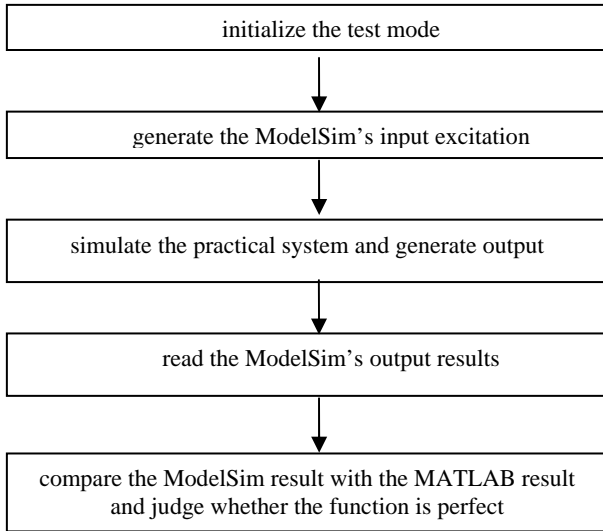 initialize the test mode
generate the ModelSim’s input excitation
simulate the practical system and generate output
read the ModelSim’s output results
compare the ModelSim result with the MATLAB result
and judge whether the function is perfect